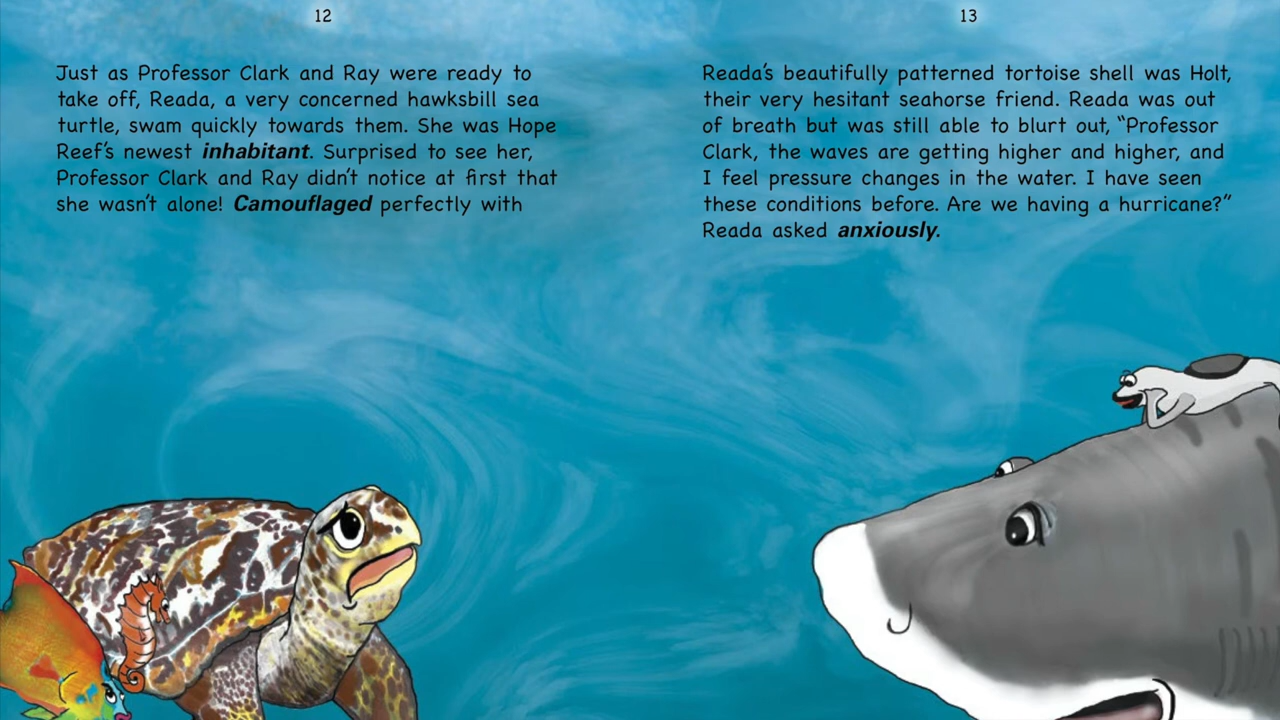 12
Just as Professor Clark and Ray were ready to
take off, Reada, a very concerned hawksbill sea
turtle, swam quickly towards them. She was Hope
Reef's newest inhabitant. Surprised to see her,
Professor Clark and Ray didn't notice at first that
she wasn't alone! Camouflaged perfectly with
13
Reada's beautifully patterned tortoise shell was Holt,
their very hesitant seahorse friend. Reada was out
of breath but was still able to blurt out, “Professor
Clark, the waves are getting higher and higher, and
I feel pressure changes in the water. I have seen
these conditions before. Are we having a hurricane?”
Reada asked anxiously.